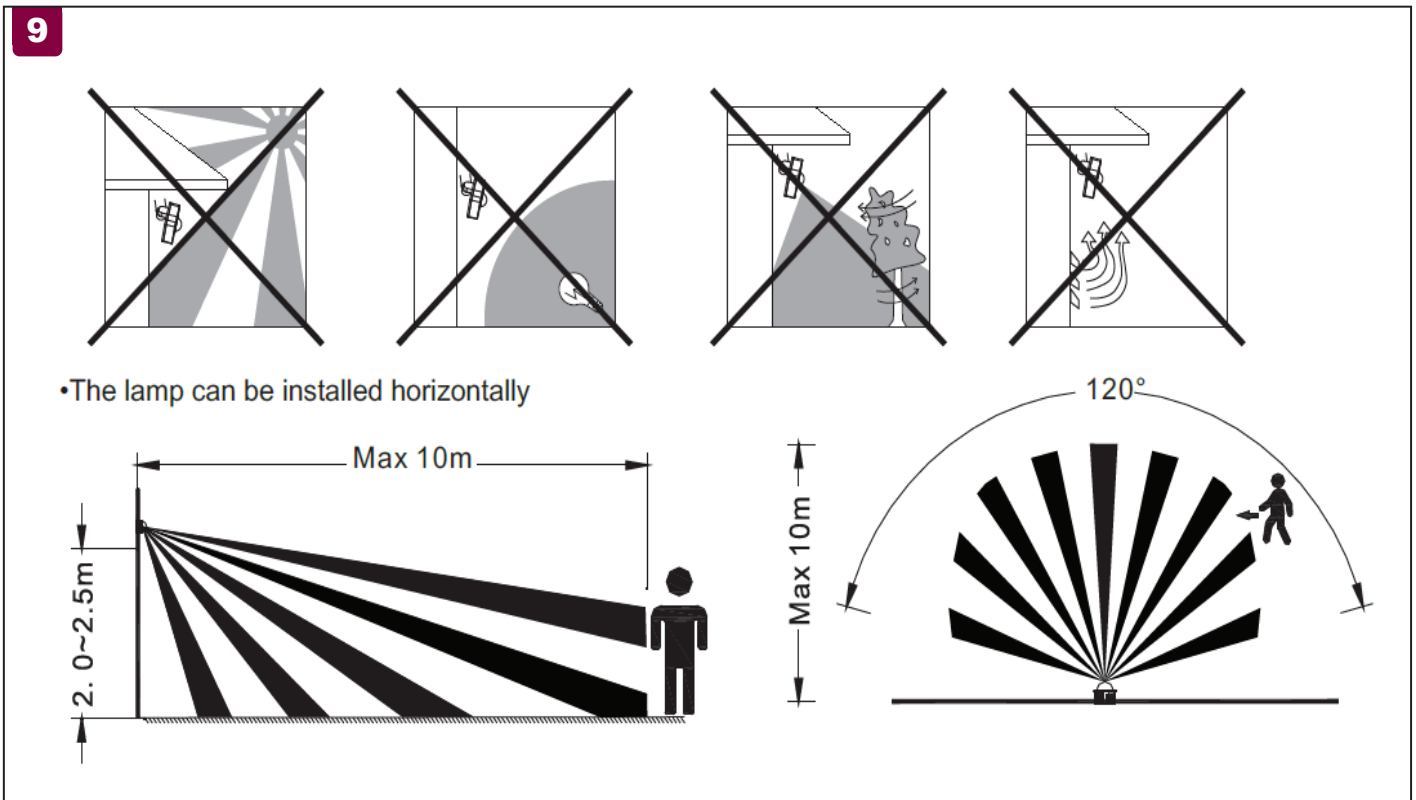 9
•The lamp can be installed horizontally
Max 10m
2. 0~2.5m
120°
Max 10m